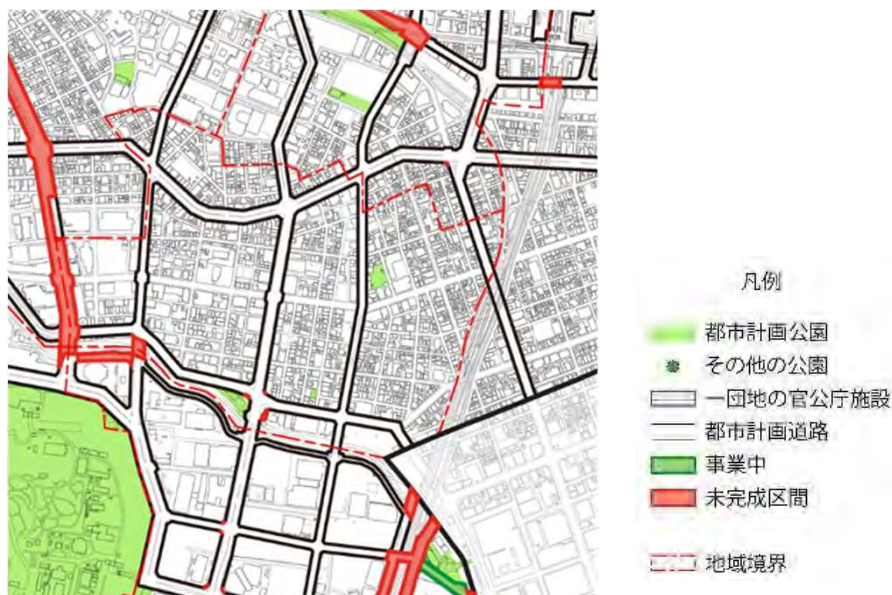 凡例
都市計画公園
その他の公園
一団地の官公庁施設
都市計画道路
事業中
未完成区間
地域境界